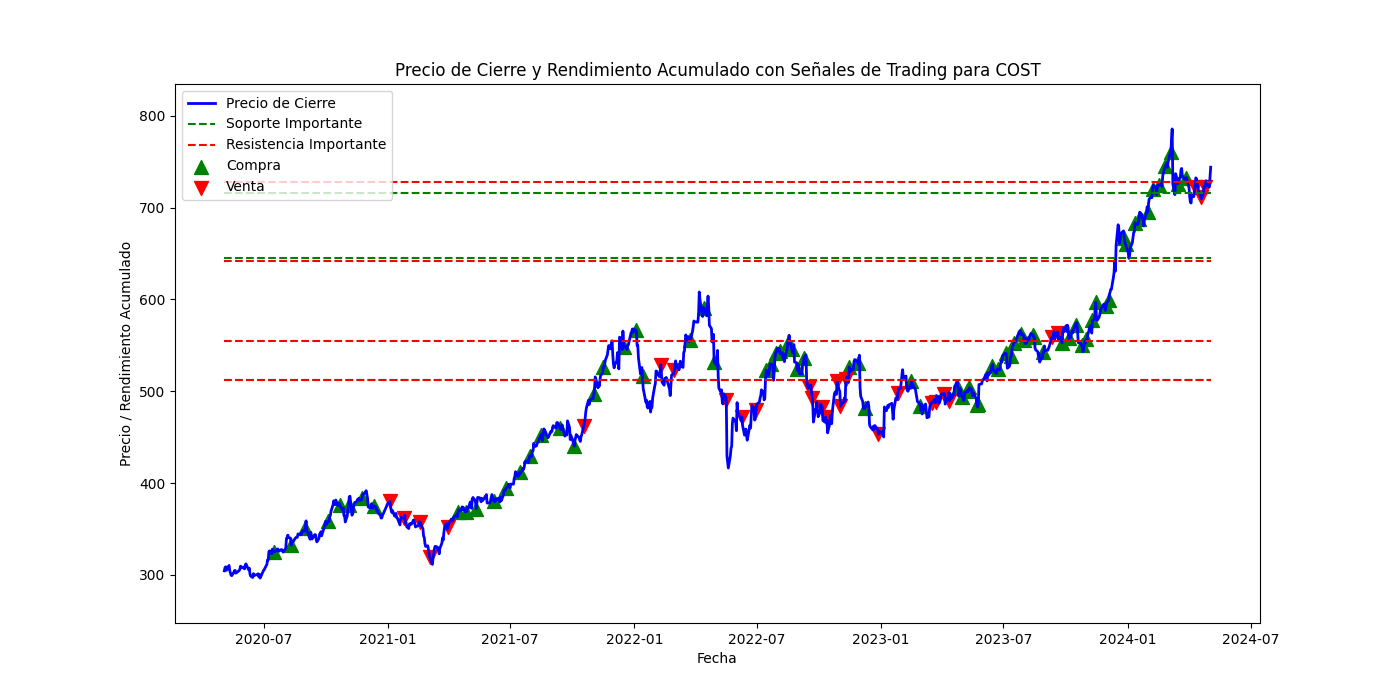 Precio de Cierre y Rendimiento Acumulado con Señales de Trading para COST
Precio de Cierre
Soporte Importante
Resistencia Importante
Compra
Venta
Precio / Rendimiento Acumulado
800
700
600
500
400
300
2020-07
2021-01
2021-07
2022-01
2022-07
2023-01
2023-07
2024-01
2024-07
Fecha